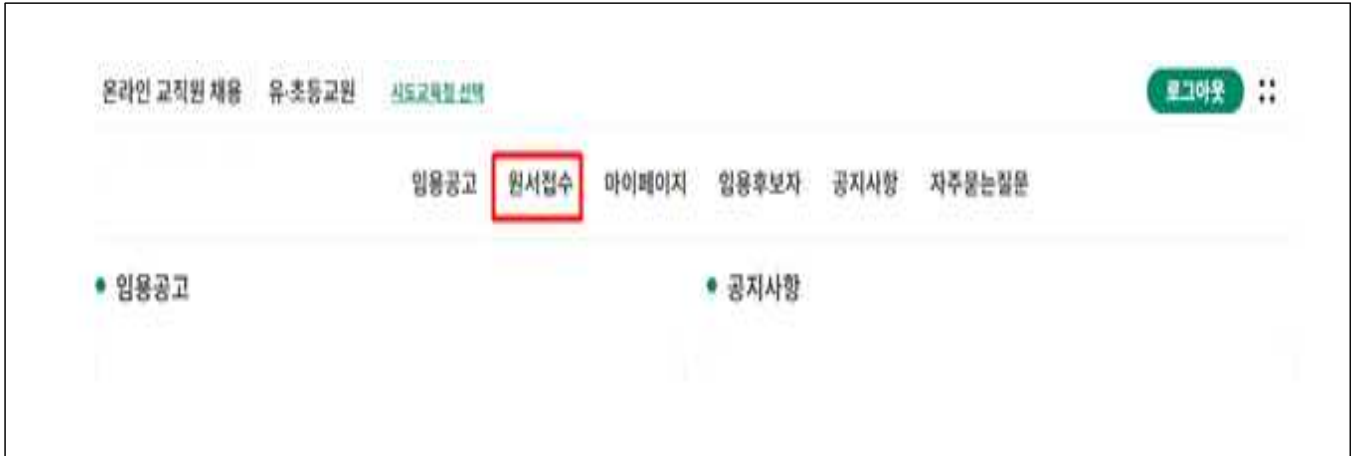 온라인 교직원 채용 유·초등교원 시도교육청 선택 로그아웃
임용공고 원서접수 마이페이지 임용후보자 공지사항 자주묻는질문
임용공고 공지사항